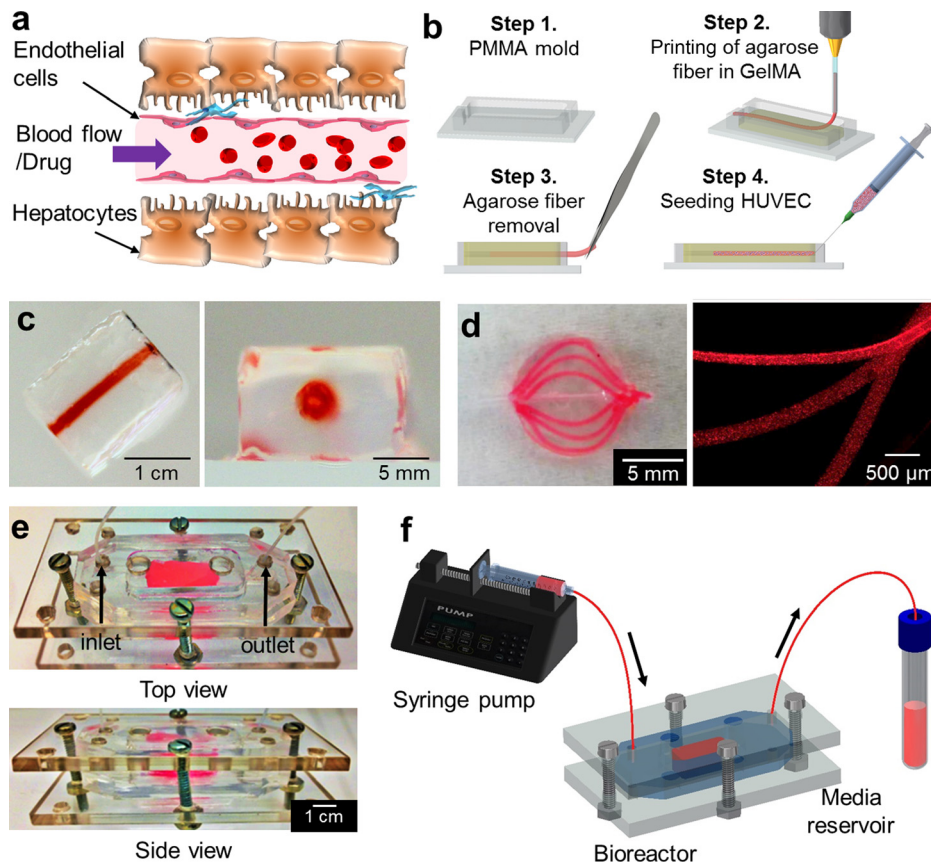 a
Endothelial
cells
Blood flow
/Drug
Hepatocytes
b
Step 1.
PMMA mold
Step 2.
Printing of agarose
fiber in GelMA
Step 3.
Agarose fiber
removal
Step 4.
Seeding HUVEC
c
1 cm
5 mm
d
5 mm
500 µm
e
inlet
outlet
Top view
1 cm
Side view
f
PUMP
Syringe pump
Bioreactor
Media
reservoir